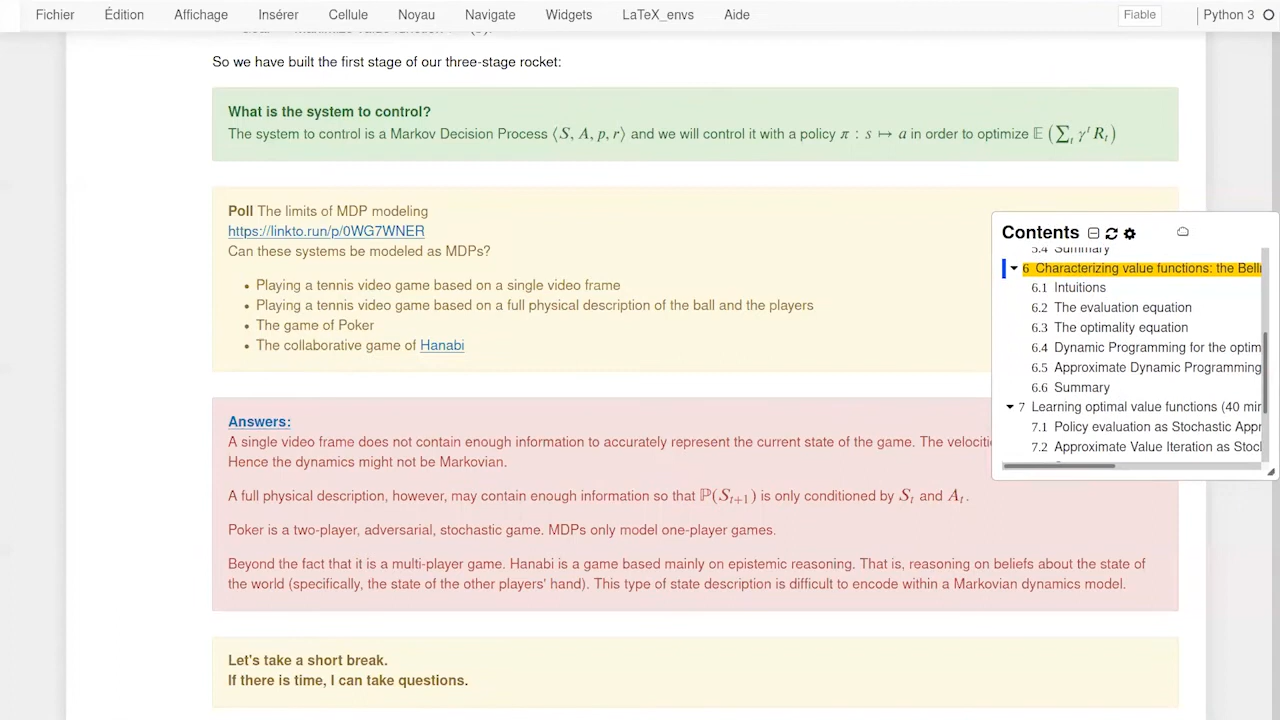 Fichier Édition Affichage Insérer Cellule Noyau Navigate Widgets LaTeX_envs Aide Fiable Python 3
So we have built the first stage of our three-stage rocket:
What is the system to control?
The system to control is a Markov Decision Process ⟨S, A, p, r⟩ and we will control it with a policy π : s ↦ a in order to optimize 𝔼 (∑_t γ^t R_t)
Poll The limits of MDP modeling
https://linkto.run/p/0WG7WNER
Can these systems be modeled as MDPs?
• Playing a tennis video game based on a single video frame
• Playing a tennis video game based on a full physical description of the ball and the players
• The game of Poker
• The collaborative game of Hanabi
Answers:
A single video frame does not contain enough information to accurately represent the current state of the game. The velociti
Hence the dynamics might not be Markovian.
A full physical description, however, may contain enough information so that ℙ(S_{t+1}) is only conditioned by S_t and A_t.
Poker is a two-player, adversarial, stochastic game. MDPs only model one-player games.
Beyond the fact that it is a multi-player game. Hanabi is a game based mainly on epistemic reasoning. That is, reasoning on beliefs about the state of
the world (specifically, the state of the other players' hand). This type of state description is difficult to encode within a Markovian dynamics model.
Let's take a short break.
If there is time, I can take questions.
Contents
5.4 Summary
6 Characterizing value functions: the Bell
6.1 Intuitions
6.2 The evaluation equation
6.3 The optimality equation
6.4 Dynamic Programming for the optim
6.5 Approximate Dynamic Programming
6.6 Summary
7 Learning optimal value functions (40 min
7.1 Policy evaluation as Stochastic Appr
7.2 Approximate Value Iteration as Stoc